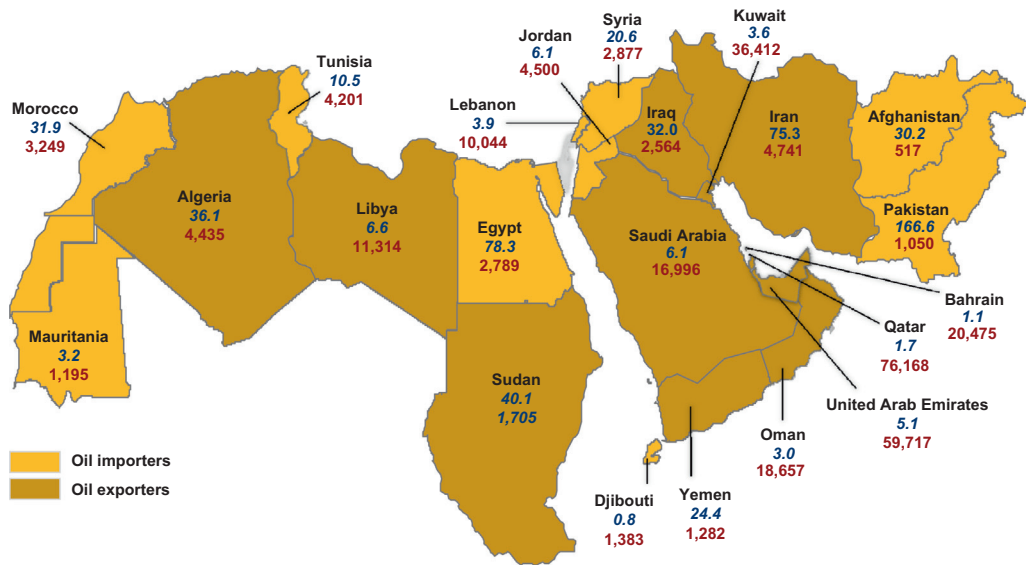 Morocco
31.9
3,249
Tunisia
10.5
4,201
Algeria
36.1
4,435
Libya
6.6
11,314
Egypt
78.3
2,789
Mauritania
3.2
1,195
Sudan
40.1
1,705
Lebanon
3.9
10,044
Jordan
6.1
4,500
Syria
20.6
2,877
Iraq
32.0
2,564
Kuwait
3.6
36,412
Iran
75.3
4,741
Afghanistan
30.2
517
Pakistan
166.6
1,050
Saudi Arabia
6.1
16,996
Bahrain
1.1
20,475
Qatar
1.7
76,168
United Arab Emirates
5.1
59,717
Oman
3.0
18,657
Yemen
24.4
1,282
Djibouti
0.8
1,383
Oil importers
Oil exporters